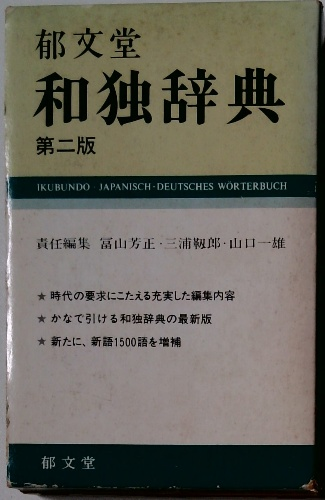 郁文堂
和独辞典
第二版
IKUBUNDO · JAPANISCH-DEUTSCHES WÖRTERBUCH
責任編集 冨山芳正·三浦靱郎·山口一雄
★ 時代の要求にこたえる充実した編集内容
★ かなで引ける和独辞典の最新版
★ 新たに、新語1500語を増補
郁文堂